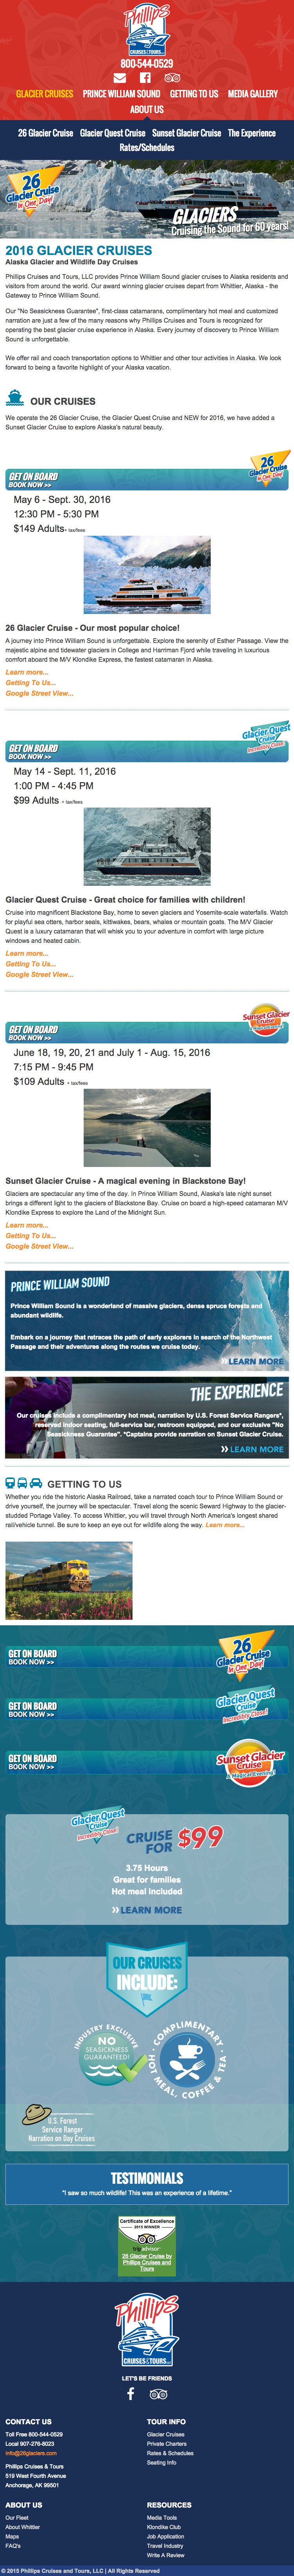 Phillips
CRUISES & TOURS, LLC
800-544-0529
GLACIER CRUISES PRINCE WILLIAM SOUND GETTING TO US MEDIA GALLERY
ABOUT US
26 Glacier Cruise Glacier Quest Cruise Sunset Glacier Cruise The Experience
Rates/Schedules
26
Glacier Cruise
in One Day!
GLACIERS
Cruising the Sound for 60 years!
2016 GLACIER CRUISES
Alaska Glacier and Wildlife Day Cruises
Phillips Cruises and Tours, LLC provides Prince William Sound glacier cruises to Alaska residents and
visitors from around the world. Our award winning glacier cruises depart from Whittier, Alaska - the
Gateway to Prince William Sound.
Our "No Seasickness Guarantee", first-class catamarans, complimentary hot meal and customized
narration are just a few of the many reasons why Phillips Cruises and Tours is recognized for
operating the best glacier cruise experience in Alaska. Every journey of discovery to Prince William
Sound is unforgettable.
We offer rail and coach transportation options to Whittier and other tour activities in Alaska. We look
forward to being a favorite highlight of your Alaska vacation.
OUR CRUISES
We operate the 26 Glacier Cruise, the Glacier Quest Cruise and NEW for 2016, we have added a
Sunset Glacier Cruise to explore Alaska's natural beauty.
26
Glacier Cruise
in One Day!
GET ON BOARD
BOOK NOW >>
May 6 - Sept. 30, 2016
12:30 PM - 5:30 PM
$149 Adults+ tax/fees
26 Glacier Cruise - Our most popular choice!
A journey into Prince William Sound is unforgettable. Explore the serenity of Esther Passage. View the
majestic alpine and tidewater glaciers in College and Harriman Fjord while traveling in luxurious
comfort aboard the M/V Klondike Express, the fastest catamaran in Alaska.
Learn more...
Getting To Us...
Google Street View...
Glacier Quest
Cruise
Incredibly Close!
GET ON BOARD
BOOK NOW >>
May 14 - Sept. 11, 2016
1:00 PM - 4:45 PM
$99 Adults + tax/fees
Glacier Quest Cruise - Great choice for families with children!
Cruise into magnificent Blackstone Bay, home to seven glaciers and Yosemite-scale waterfalls. Watch
for playful sea otters, harbor seals, kittiwakes, bears, whales or mountain goats. The M/V Glacier
Quest is a luxury catamaran that will whisk you to your adventure in comfort with large picture
windows and heated cabin.
Learn more...
Getting To Us...
Google Street View...
Sunset Glacier
Cruise
A Magical Evening!
GET ON BOARD
BOOK NOW >>
June 18, 19, 20, 21 and July 1 - Aug. 15, 2016
7:15 PM - 9:45 PM
$109 Adults + tax/fees
Sunset Glacier Cruise - A magical evening in Blackstone Bay!
Glaciers are spectacular any time of the day. In Prince William Sound, Alaska's late night sunset
brings a different light to the glaciers of Blackstone Bay. Cruise on board a high-speed catamaran M/V
Klondike Express to explore the Land of the Midnight Sun.
Learn more...
Getting To Us...
Google Street View...
PRINCE WILLIAM SOUND
Prince William Sound is a wonderland of massive glaciers, dense spruce forests and
abundant wildlife.
Embark on a journey that retraces the path of early explorers in search of the Northwest
Passage and their adventures along the routes we cruise today.
LEARN MORE
THE EXPERIENCE
Our cruises include a complimentary hot meal, narration by U.S. Forest Service Rangers*,
reserved indoor seating, full-service bar, restroom equipped, and our exclusive "No
Seasickness Guarantee". *Captains provide narration on Sunset Glacier Cruise.
LEARN MORE
GETTING TO US
Whether you ride the historic Alaska Railroad, take a narrated coach tour to Prince William Sound or
drive yourself, the journey will be spectacular. Travel along the scenic Seward Highway to the glacier-
studded Portage Valley. To access Whittier, you will travel through North America's longest shared
rail/vehicle tunnel. Be sure to keep an eye out for wildlife along the way. Learn more...
GET ON BOARD
BOOK NOW >>
26
Glacier Cruise
in One Day!
GET ON BOARD
BOOK NOW >>
Glacier Quest
Cruise
Incredibly Close!
GET ON BOARD
BOOK NOW >>
Sunset Glacier
Cruise
A Magical Evening!
Glacier Quest
Cruise
Incredibly Close!
CRUISE
FOR $99
3.75 Hours
Great for families
Hot meal included
LEARN MORE
OUR CRUISES
INCLUDE:
INDUSTRY EXCLUSIVE
NO
SEASICKNESS
GUARANTEED!
COMPLIMENTARY
HOT MEAL, COFFEE & TEA
U.S. Forest
Service Ranger
Narration on Day Cruises
TESTIMONIALS
"I saw so much wildlife! This was an experience of a lifetime."
Certificate of Excellence
2015 WINNER
tripadvisor
26 Glacier Cruise by
Phillips Cruises and
Tours
Phillips
CRUISES & TOURS, LLC
LET'S BE FRIENDS
CONTACT US
Toll Free 800-544-0529
Local 907-276-8023
info@26glaciers.com
Phillips Cruises & Tours
519 West Fourth Avenue
Anchorage, AK 99501
TOUR INFO
Glacier Cruises
Private Charters
Rates & Schedules
Seating Info
ABOUT US
Our Fleet
About Whittier
Maps
FAQ's
RESOURCES
Media Tools
Klondike Club
Job Application
Travel Industry
Write A Review
© 2015 Phillips Cruises and Tours, LLC | All Rights Reserved